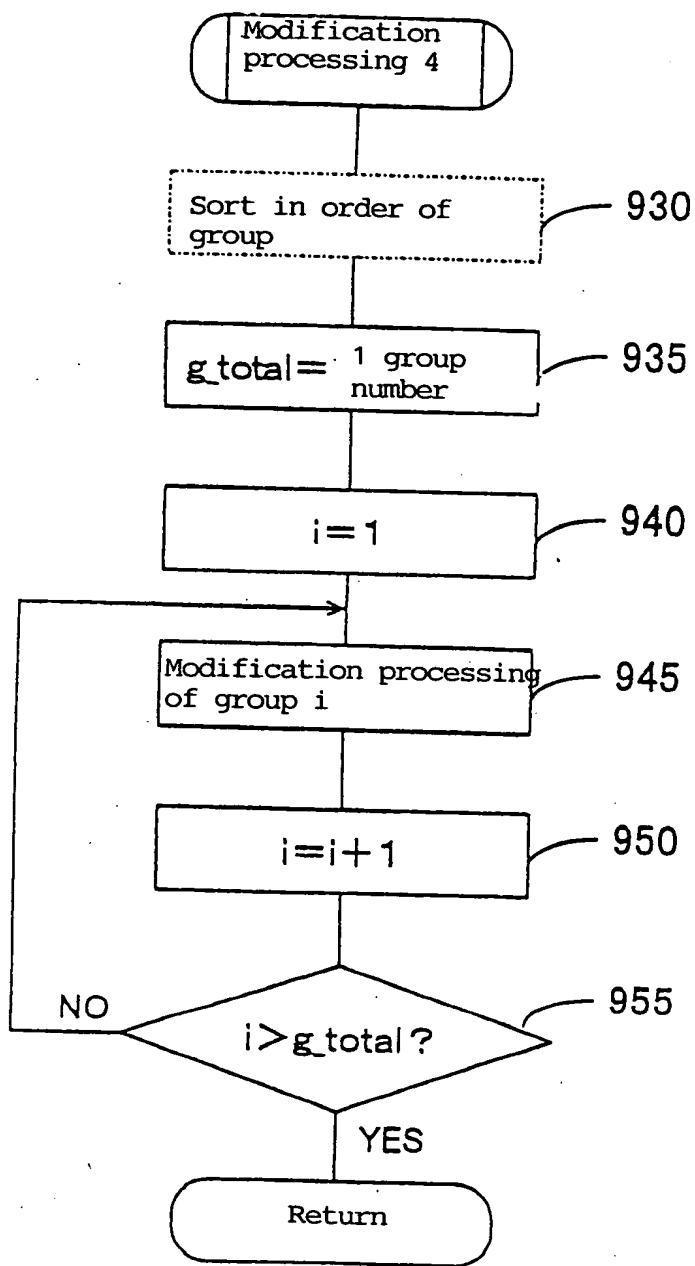 Modification
processing 4
Sort in order of
group
930
g_total= 1 group
number
935
i=1
940
Modification processing
of group i
945
i=i+1
950
i>g_total?
955
NO
YES
Return